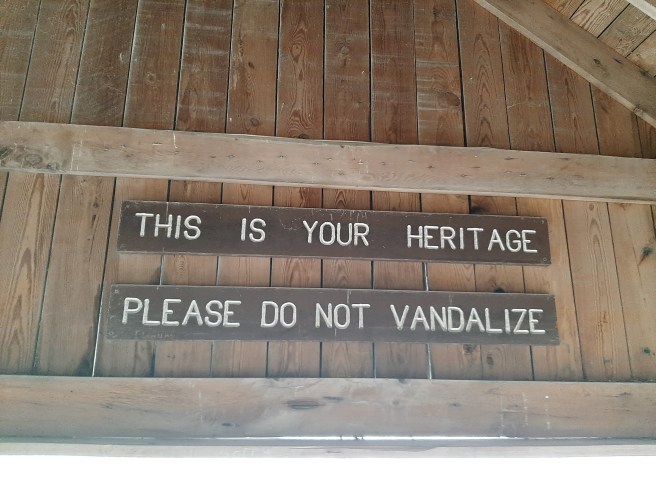 THIS IS YOUR HERITAGE
PLEASE DO NOT VANDALIZE